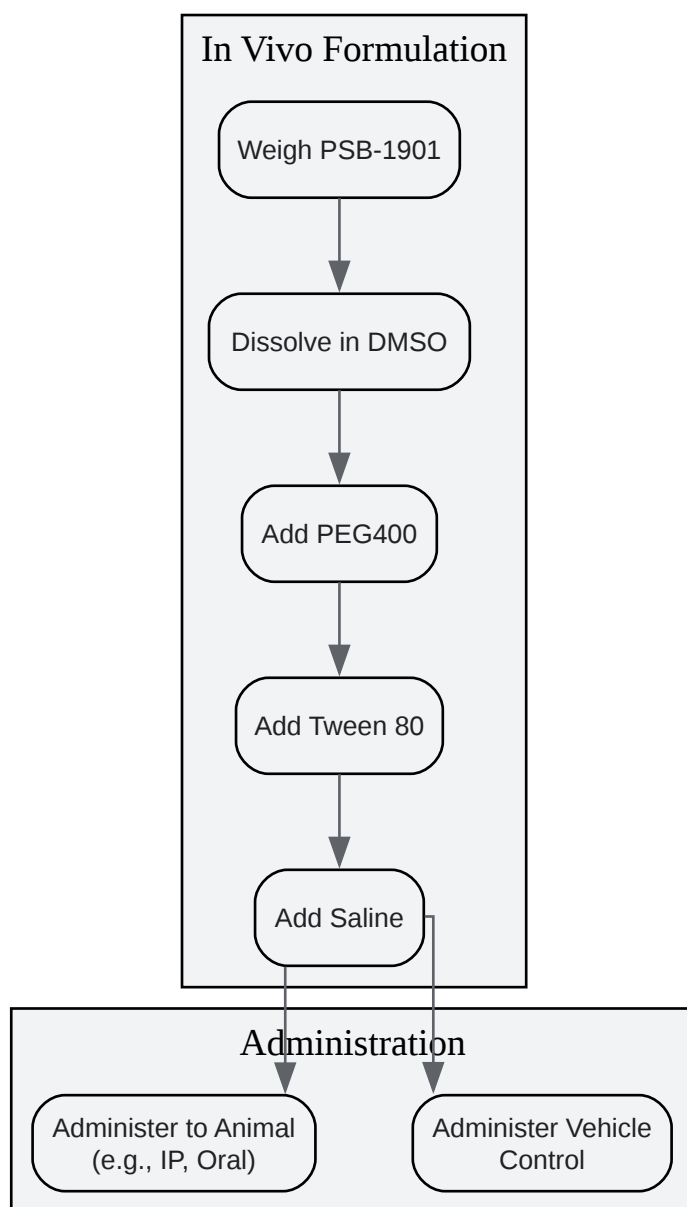 In Vivo Formulation
Weigh PSB-1901
Dissolve in DMSO
Add PEG400
Add Tween 80
Add Saline
Administration
Administer to Animal
(e.g., IP, Oral)
Administer Vehicle
Control